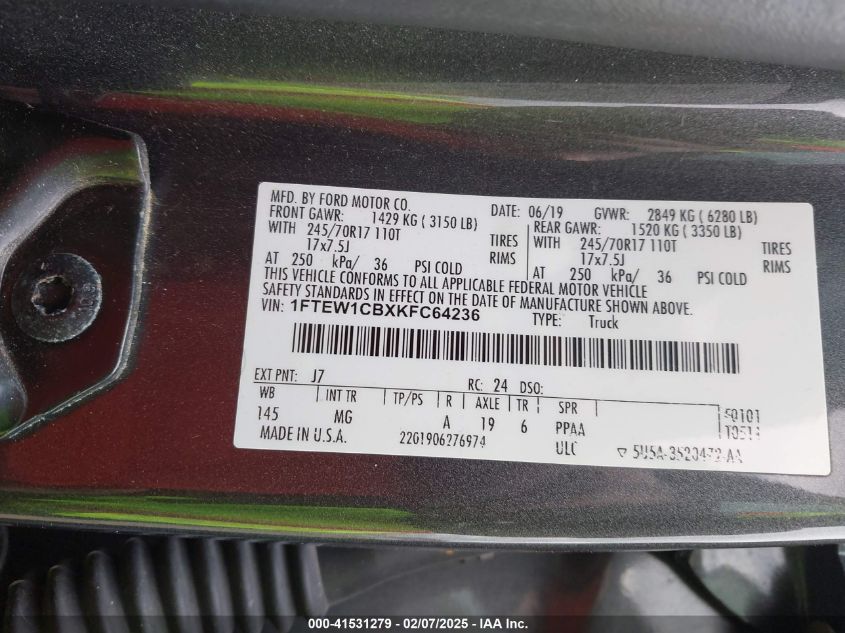 MFD. BY FORD MOTOR CO. DATE: 06/19 GVWR: 2849 KG ( 6280 LB)
FRONT GAWR: 1429 KG ( 3150 LB) REAR GAWR: 1520 KG ( 3350 LB)
WITH 245/70R17 110T TIRES WITH 245/70R17 110T TIRES
17x7.5J RIMS 17x7.5J RIMS
AT 250 kPa/ 36 PSI COLD AT 250 kPa/ 36 PSI COLD
THIS VEHICLE CONFORMS TO ALL APPLICABLE FEDERAL MOTOR VEHICLE
SAFETY STANDARDS IN EFFECT ON THE DATE OF MANUFACTURE SHOWN ABOVE.
VIN: 1FTEW1CBXKFC64236 TYPE: Truck
EXT PNT: J7 RC: 24 DSO:
WB INT TR TP/PS R AXLE TR SPR
145 MG A 19 6 PPAA
MADE IN U.S.A. 2201906276974 ULC
000-41531279 - 02/07/2025 - IAA Inc.